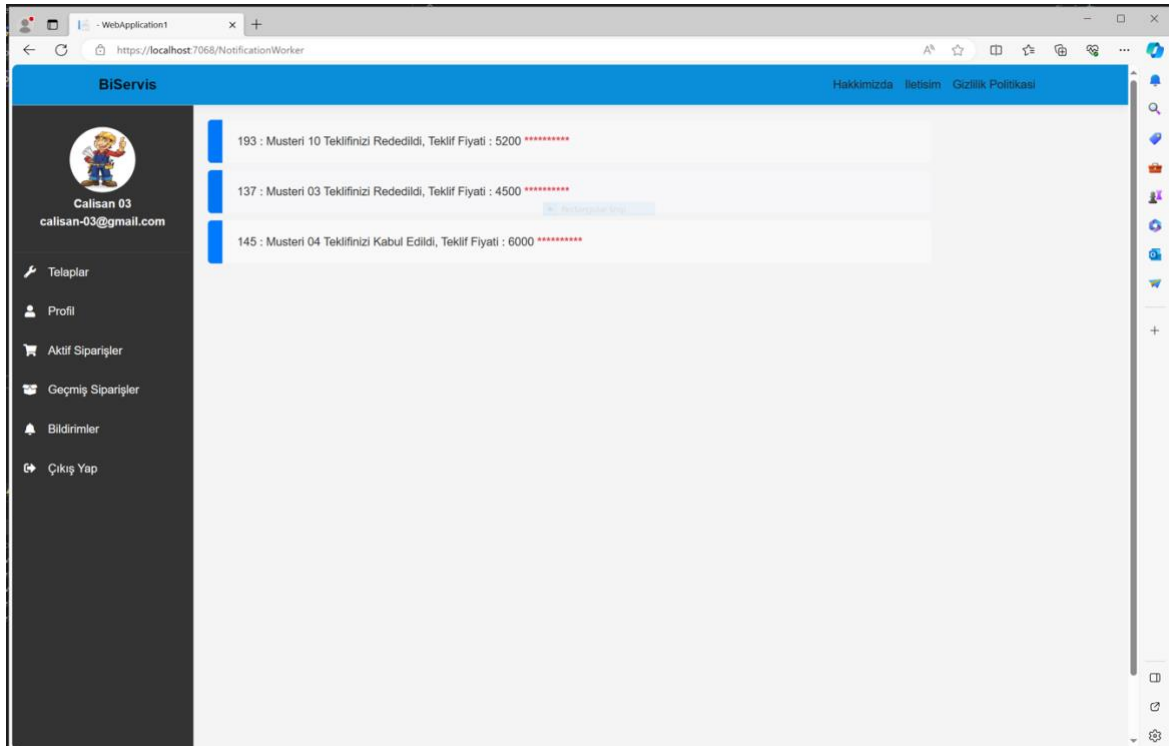 - WebApplication1
https://localhost:7068/NotificationWorker
BiServis
Hakkimizda Iletisim Gizlilik Politikasi
Calisan 03
calisan-03@gmail.com
Telaplar
Profil
Aktif Siparişler
Geçmiş Siparişler
Bildirimler
Çıkış Yap
193 : Musteri 10 Teklifinizi Rededildi, Teklif Fiyati : 5200 **********
137 : Musteri 03 Teklifinizi Rededildi, Teklif Fiyati : 4500 **********
145 : Musteri 04 Teklifinizi Kabul Edildi, Teklif Fiyati : 6000 **********